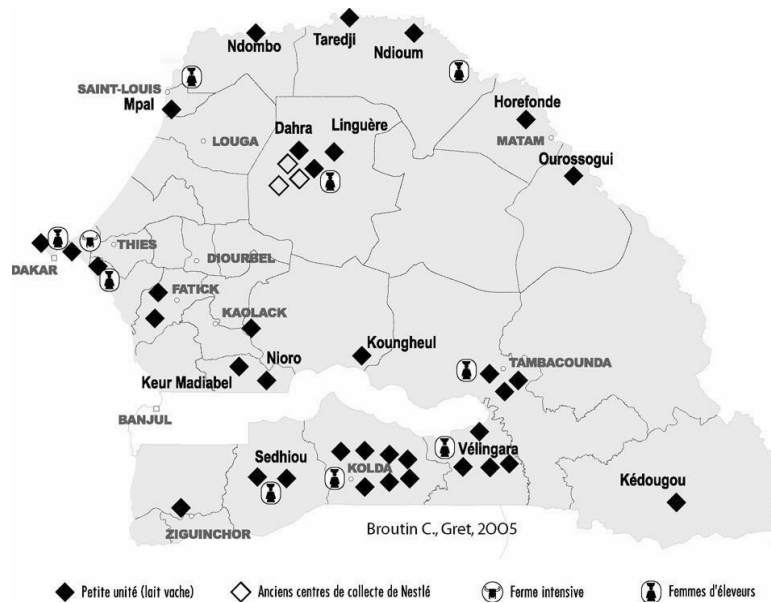 Taredji
Ndombo
Ndioum
SAINT-LOUIS
Mpal
Horefonde
Dahra Linguère
LOUGA
MATAM
Ourossogui
THIES
DAKAR
DIOURBEL
FATICK
KAOLACK
Koungheul
Nioro
TAMBACOUNDA
Keur Madiabel
BANJUL
Sedhiou
Vélingara
KOLDA
Kédougou
ZIGUINCHOR
Broutin C., Gret, 2005
Petite unité (lait vache) Anciens centres de collecte de Nestlé Ferme intensive Femmes d'éleveurs